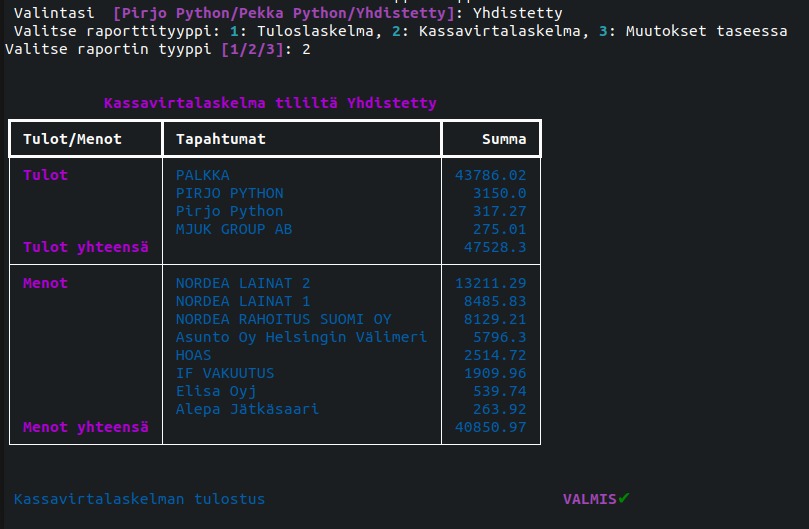 Valintasi [Pirjo Python/Pekka Python/Yhdistetty]: Yhdistetty
Valitse raporttityyppi: 1: Tuloslaskelma, 2: Kassavirtalaskelma, 3: Muutokset taseessa
Valitse raportin tyyppi [1/2/3]: 2
Kassavirtalaskelma tililtä Yhdistetty
Tulot/Menot Tapahtumat Summa
Tulot PALKKA 43786.02
PIRJO PYTHON 3150.0
Pirjo Python 317.27
MJUK GROUP AB 275.01
Tulot yhteensä 47528.3
Menot NORDEA LAINAT 2 13211.29
NORDEA LAINAT 1 8485.83
NORDEA RAHOITUS SUOMI OY 8129.21
Asunto Oy Helsingin Välimeri 5796.3
HOAS 2514.72
IF VAKUUTUS 1909.96
Elisa Oyj 539.74
Alepa Jätkäsaari 263.92
Menot yhteensä 40850.97
Kassavirtalaskelman tulostus VALMIS✔